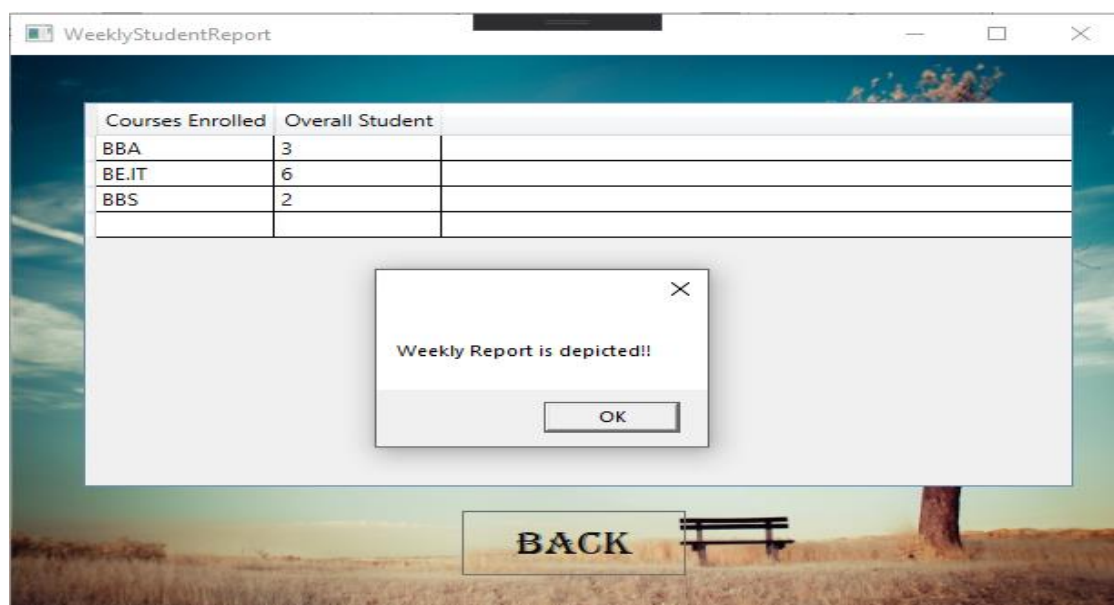 WeeklyStudentReport
Courses Enrolled Overall Student
BBA 3
BE.IT 6
BBS 2
Weekly Report is depicted!!
OK
BACK